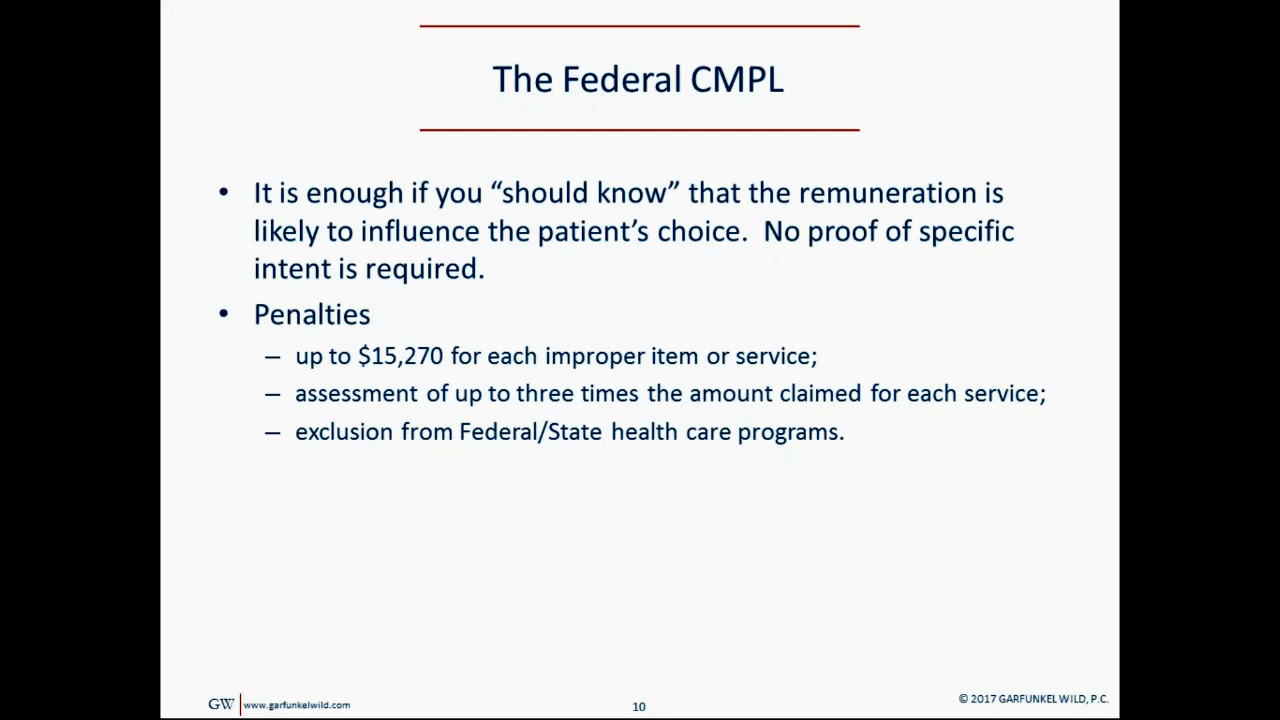 The Federal CMPL
• It is enough if you “should know” that the remuneration is
likely to influence the patient’s choice.  No proof of specific
intent is required.
• Penalties
– up to $15,270 for each improper item or service;
– assessment of up to three times the amount claimed for each service;
– exclusion from Federal/State health care programs.
GW www.garfunkelwild.com
10
© 2017 GARFUNKEL WILD, P.C.